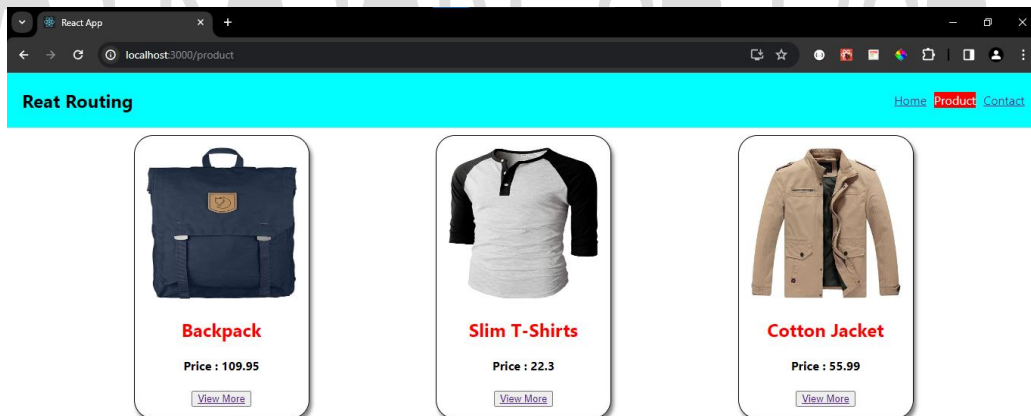 React App
localhost:3000/product
Reat Routing
Home Product Contact
Backpack Slim T-Shirts Cotton Jacket
Price : 109.95 Price : 22.3 Price : 55.99
View More View More View More